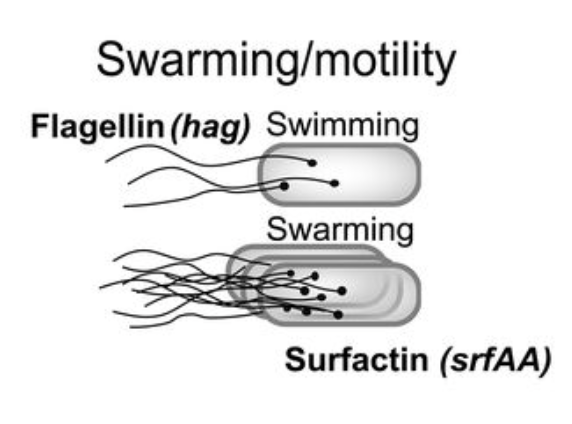 Swarming/motility
Flagellin (hag) Swimming
Swarming
Surfactin (srfAA)